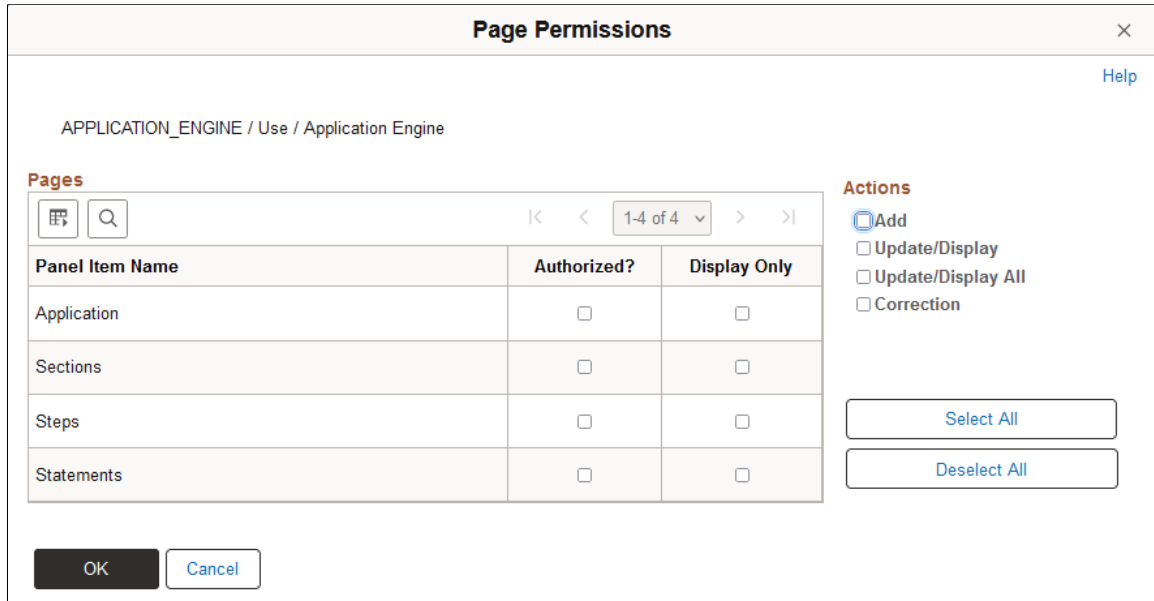 Page Permissions
Help
APPLICATION_ENGINE / Use / Application Engine
Pages
1-4 of 4
Panel Item Name Authorized? Display Only
Application
Sections
Steps
Statements
Actions
Add
Update/Display
Update/Display All
Correction
Select All
Deselect All
OK Cancel